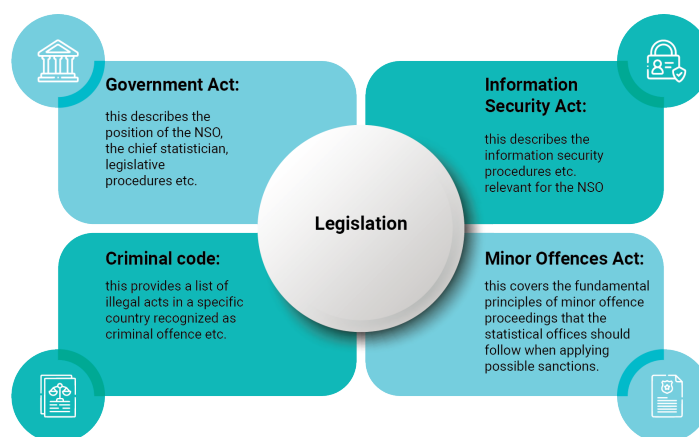 Government Act:
this describes the
position of the NSO,
the chief statistician,
legislative
procedures etc.
Information
Security Act:
this describes the
information security
procedures etc.
relevant for the NSO
Legislation
Criminal code:
this provides a list of
illegal acts in a specific
country recognized as
criminal offence etc.
Minor Offences Act:
this covers the fundamental
principles of minor offence
proceedings that the
statistical offices should
follow when applying
possible sanctions.